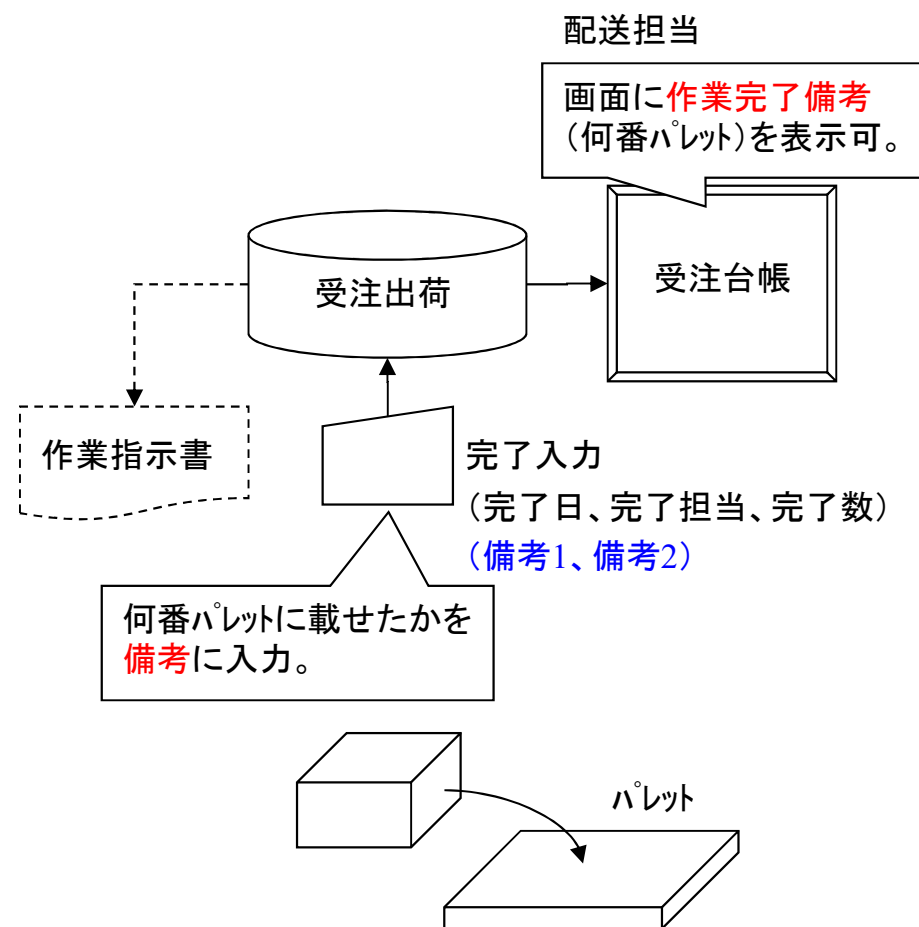 配送担当
画面に作業完了備考
(何番パレット)を表示可。
受注出荷
受注台帳
作業指示書
完了入力
(完了日、完了担当、完了数)
(備考1、備考2)
何番パレットに載せたかを
備考に入力。
パレット